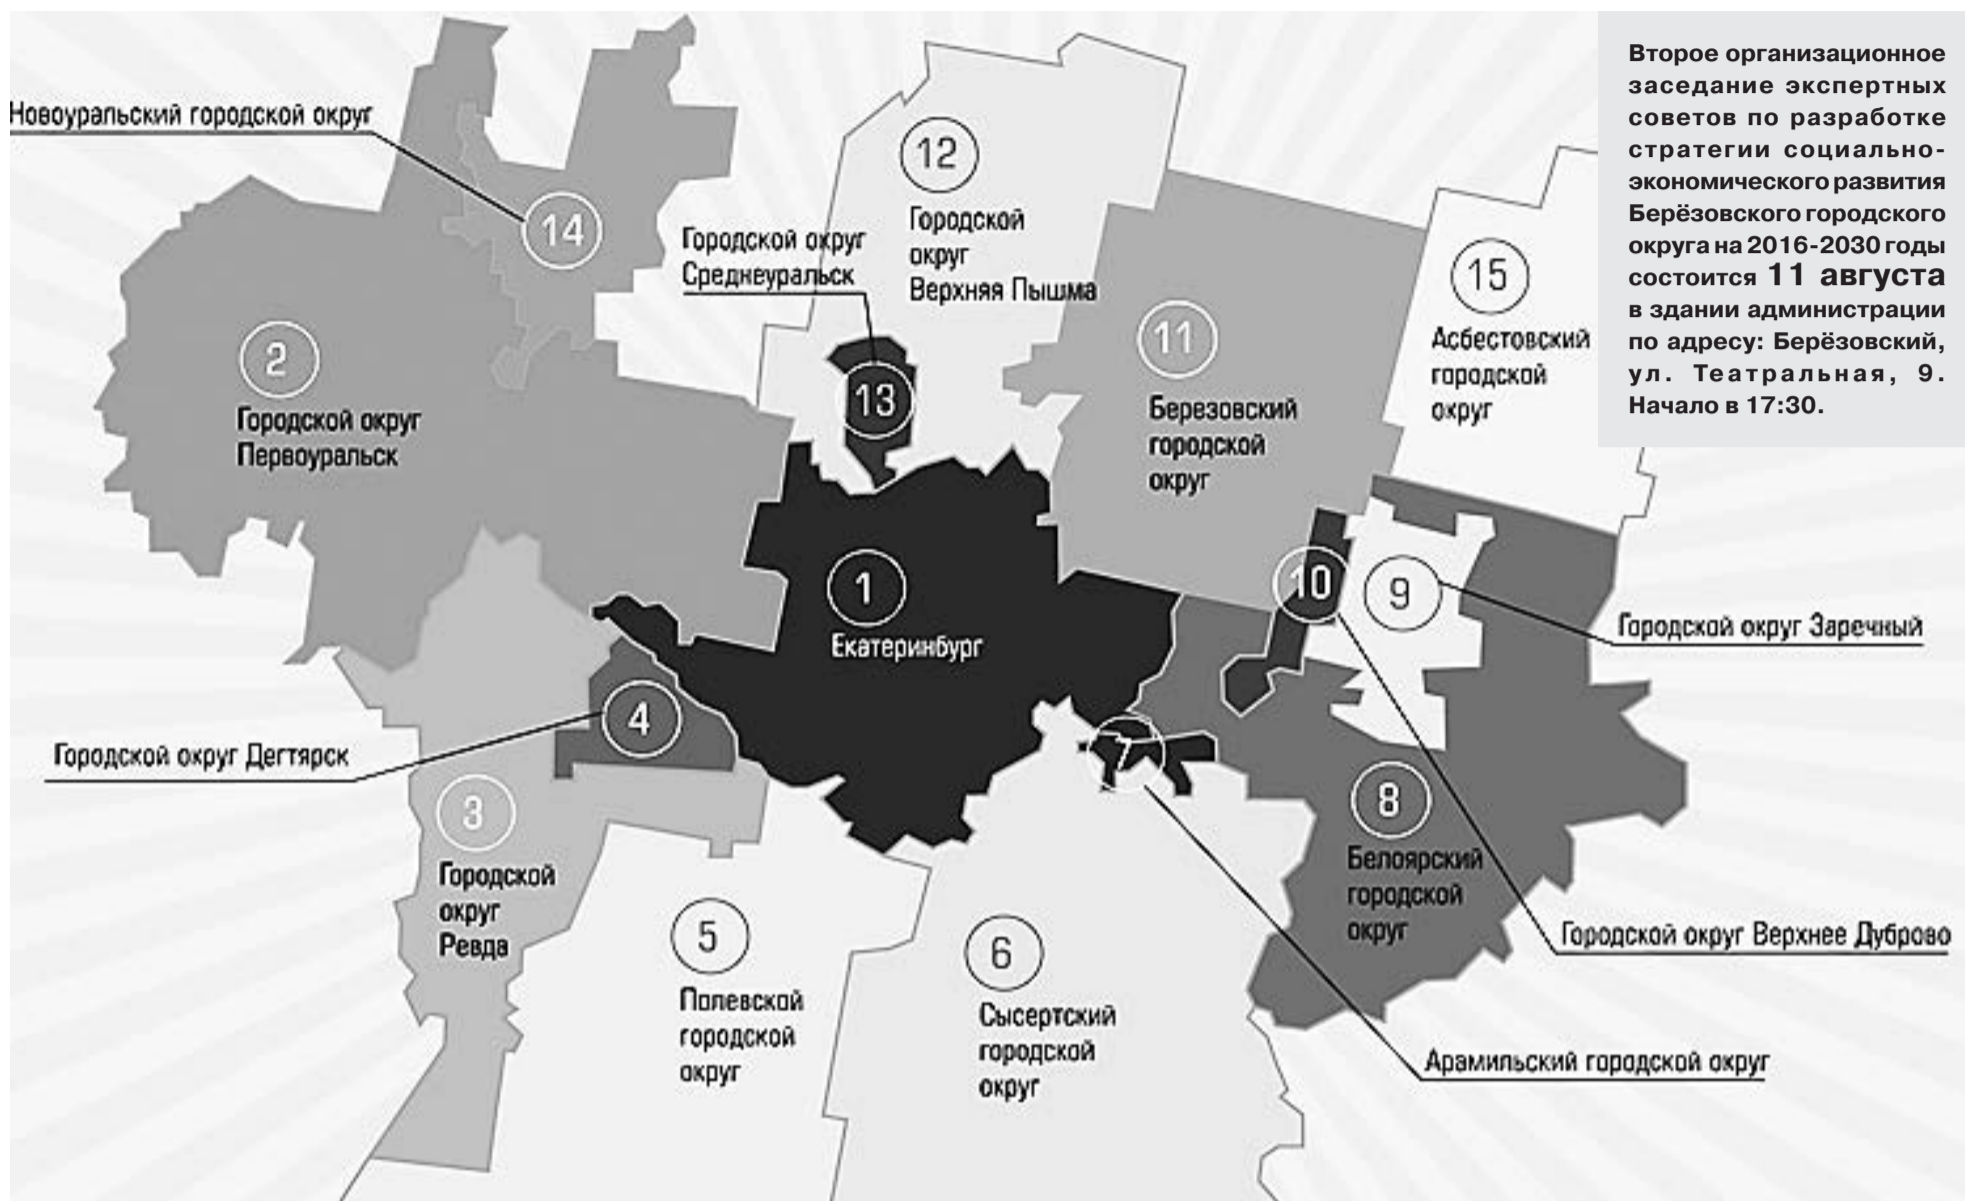 Новоуральский городской округ
14
2
Городской округ
Первоуральск
Городской округ
Среднеуральск
13
12
Городской
округ
Верхняя Пышма
11
Березовский
городской
округ
15
Асбестовский
городской
округ
Второе организационное
заседание экспертных
советов по разработке
стратегии социально-
экономического развития
Берёзовского городского
округа на 2016-2030 годы
состоится 11 августа
в здании администрации
по адресу: Берёзовский,
ул. Театральная, 9.
Начало в 17:30.
1
Екатеринбург
10
9
Городской округ Заречный
4
Городской округ Дегтярск
3
Городской
округ
Ревда
7
8
Белоярский
городской
округ
5
Полевской
городской
округ
6
Сысертский
городской
округ
Городской округ Верхнее Дуброво
Арамильский городской округ